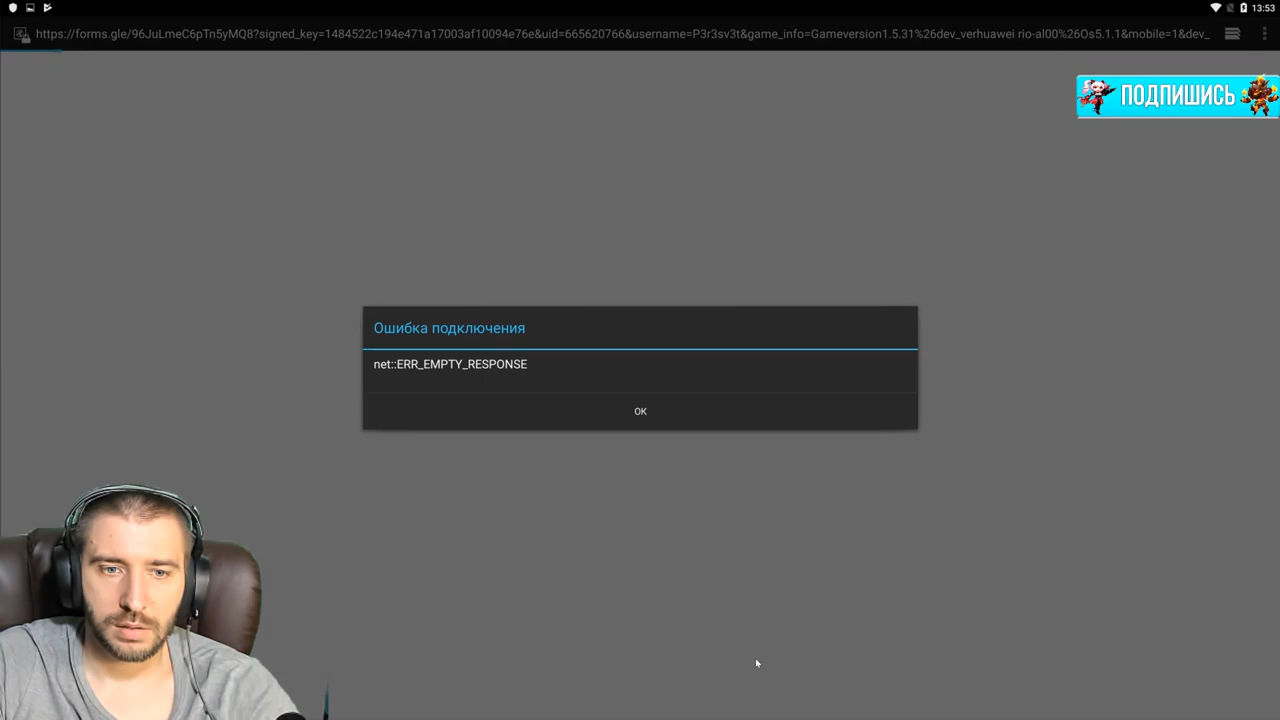 13:53
https://forms.gle/96JuLmeC6pTn5yMQ8?signed_key=1484522c194e471a17003af10094e76e&uid=665620766&username=P3r3sv3t&game_info=Gameversion1.5.31%26dev_verhuawei rio-al00%26Os5.1.1&mobile=1&dev_
ПОДПИШИСЬ
Ошибка подключения
net::ERR_EMPTY_RESPONSE
ОК